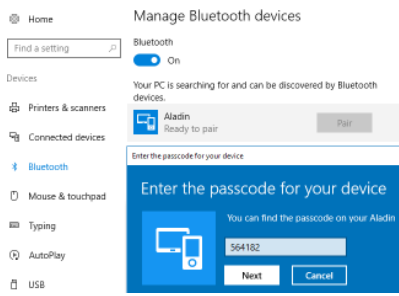 Home
Find a setting
Devices
Printers & scanners
Connected devices
Bluetooth
Mouse & touchpad
Typing
AutoPlay
USB
Manage Bluetooth devices
Bluetooth
On
Your PC is searching for and can be discovered by Bluetooth
devices.
Aladin
Ready to pair
Pair
Enter the passcode for your device
Enter the passcode for your device
You can find the passcode on your Aladin
564182
Next
Cancel